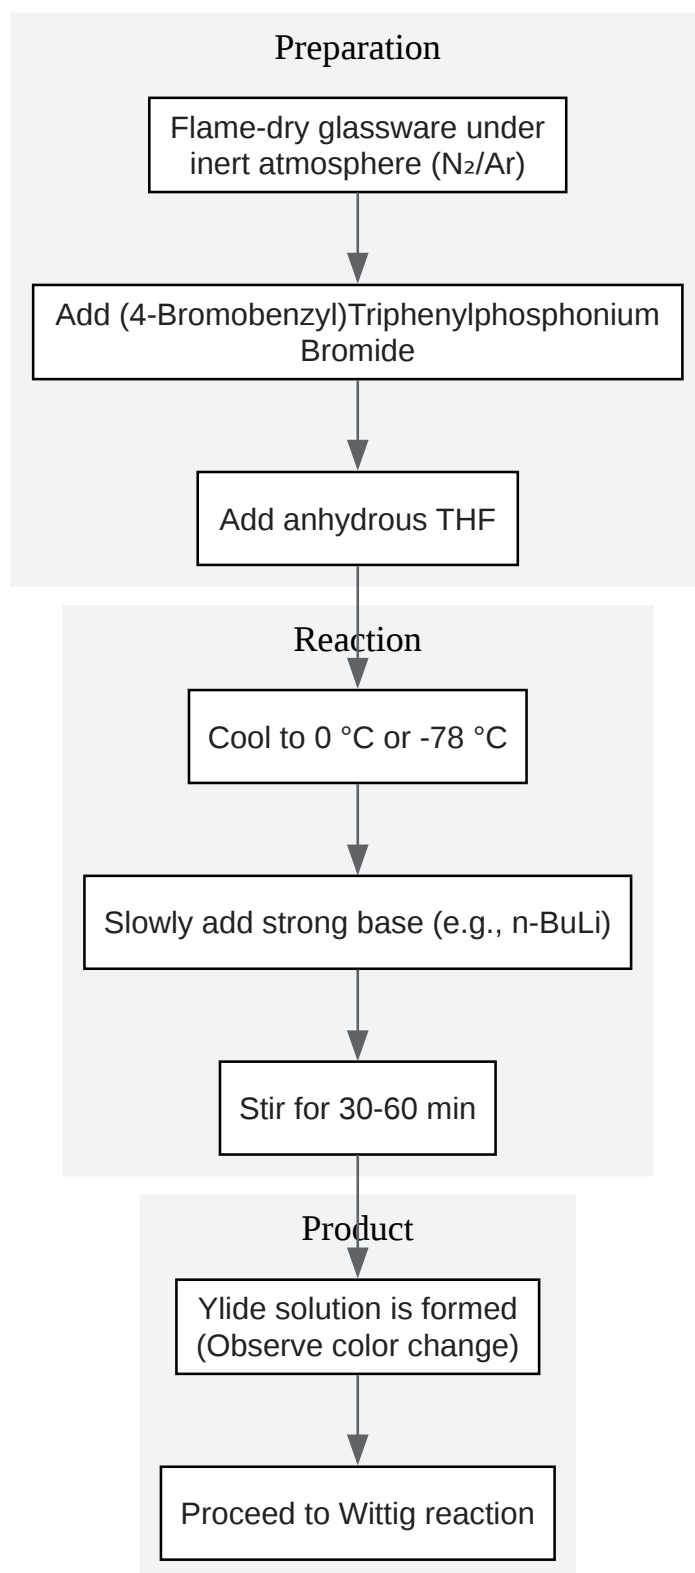 Preparation
Flame-dry glassware under
inert atmosphere (N₂/Ar)
Add (4-Bromobenzyl)Triphenylphosphonium
Bromide
Add anhydrous THF
Reaction
Cool to 0 °C or -78 °C
Slowly add strong base (e.g., n-BuLi)
Stir for 30-60 min
Product
Ylide solution is formed
(Observe color change)
Proceed to Wittig reaction